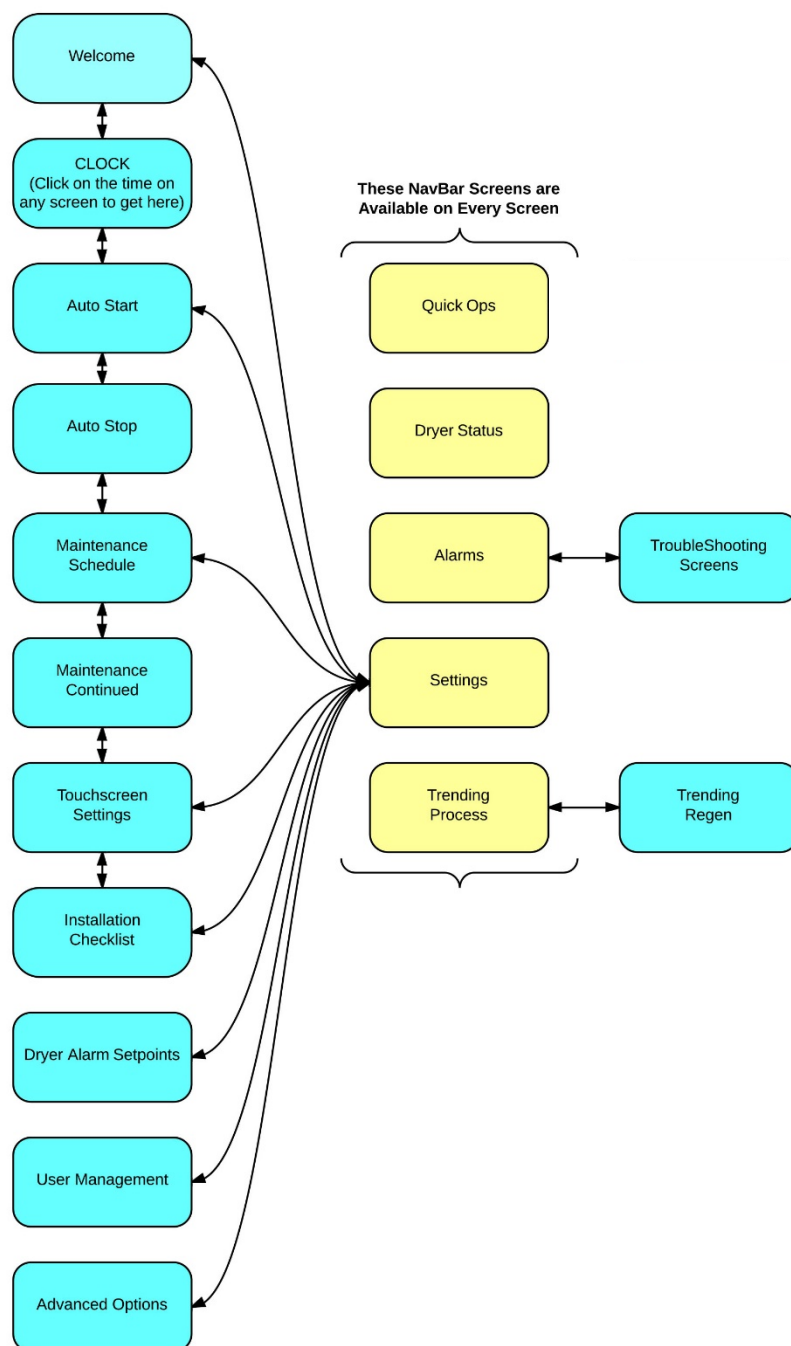 Welcome
CLOCK
(Click on the time on
any screen to get here)
Auto Start
Auto Stop
Maintenance
Schedule
Maintenance
Continued
Touchscreen
Settings
Installation
Checklist
Dryer Alarm Setpoints
User Management
Advanced Options
These NavBar Screens are
Available on Every Screen
Quick Ops
Dryer Status
Alarms
Settings
Trending
Process
TroubleShooting
Screens
Trending
Regen